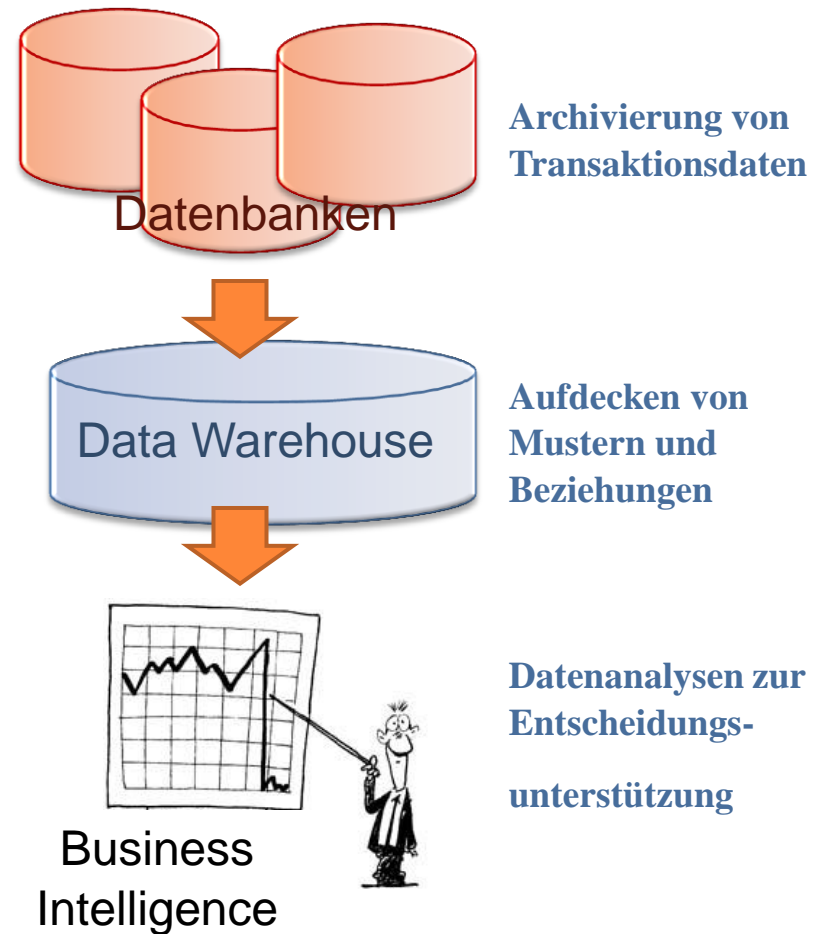 Datenbanken
Archivierung von
Transaktionsdaten
Data Warehouse
Aufdecken von
Mustern und
Beziehungen
Business
Intelligence
Datenanalysen zur
Entscheidungs-
unterstützung